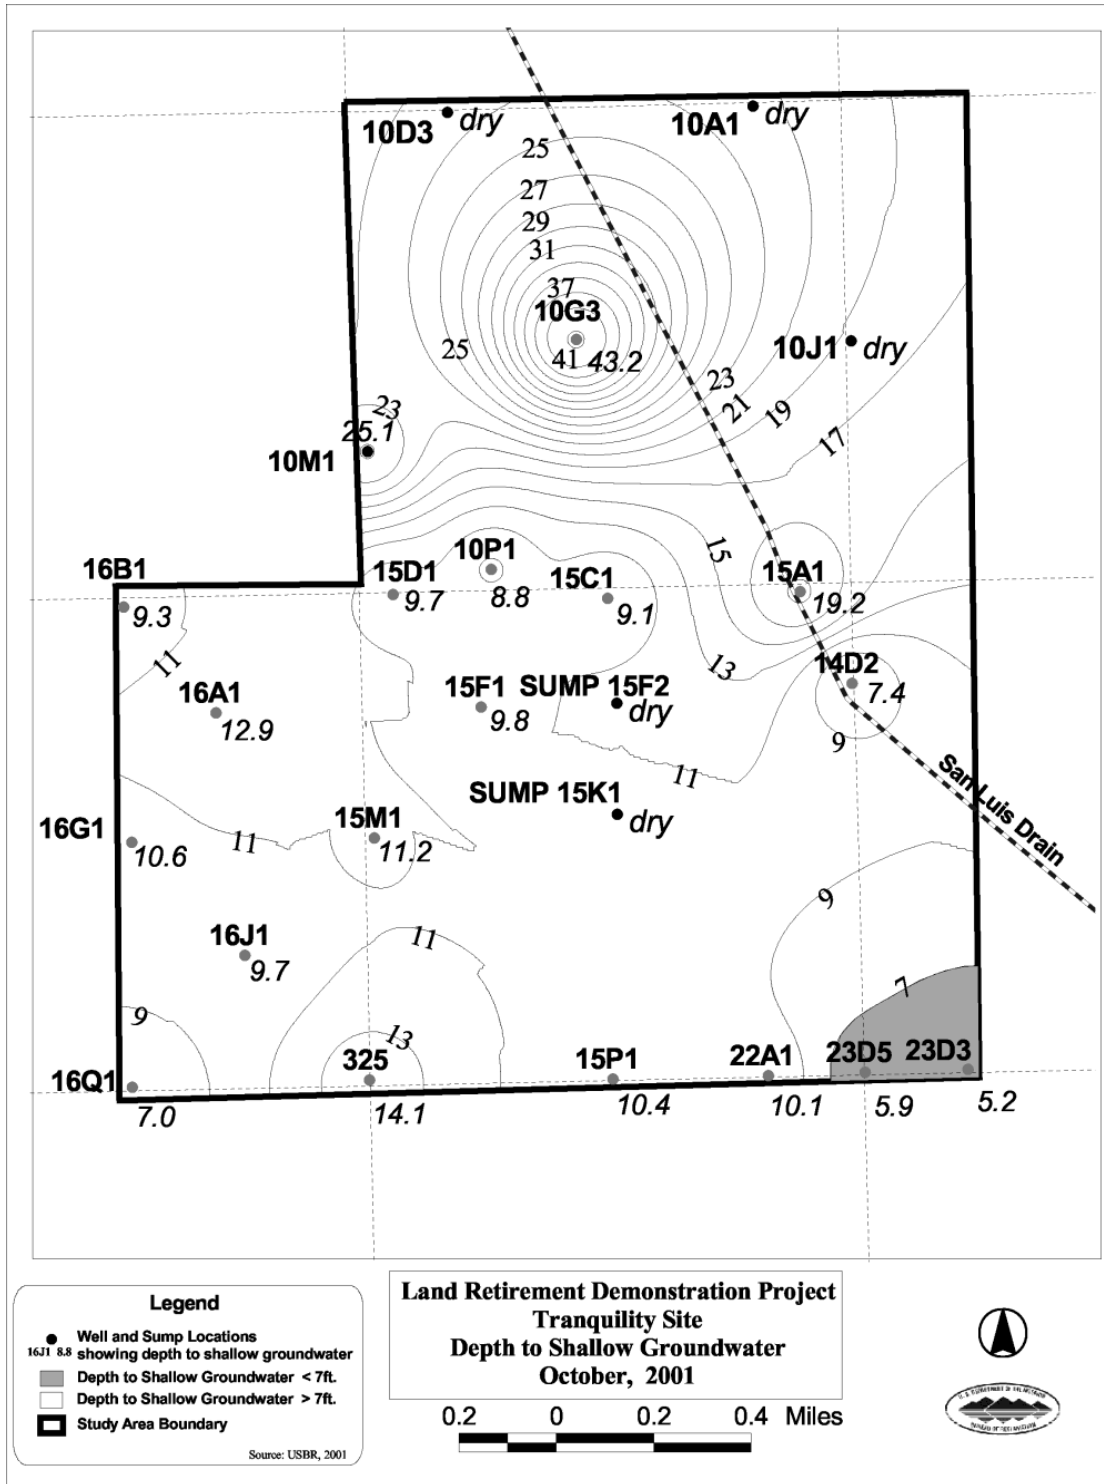 10D3 dry
10A1 dry
25
27
29
31
37
10G3
41 43.2
25
10J1 dry
23
21
19
17
23
25.1
10M1
15
16B1
9.3
15D1
9.7
10P1
8.8
15C1
9.1
15A1
19.2
11
13
14D2
7.4
9
16A1
12.9
15F1
9.8
SUMP 15F2
dry
11
San Luis Drain
SUMP 15K1
dry
16G1
10.6
11
15M1
11.2
9
16J1
9.7
11
7
9
13
16Q1
7.0
325
14.1
15P1
10.4
22A1
10.1
23D5
5.9
23D3
5.2
Legend
Well and Sump Locations
16J1 8.8 showing depth to shallow groundwater
Depth to Shallow Groundwater < 7ft.
Depth to Shallow Groundwater > 7ft.
Study Area Boundary
Source: USBR, 2001
Land Retirement Demonstration Project
Tranquility Site
Depth to Shallow Groundwater
October, 2001
0.2 0 0.2 0.4 Miles